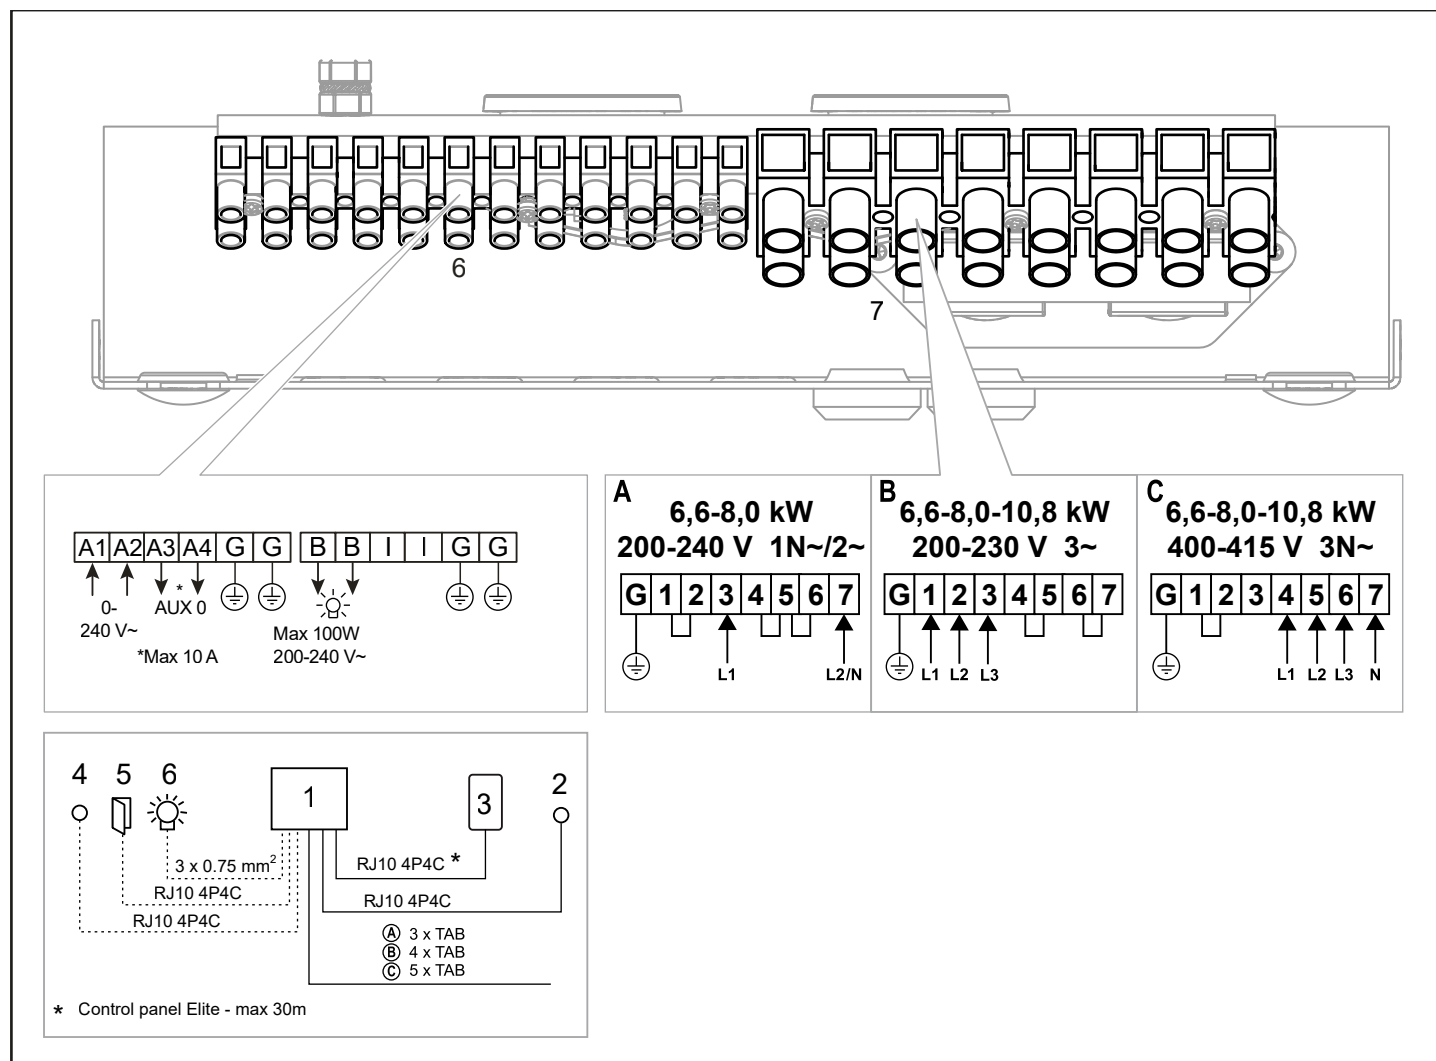 6
7
A1 A2 A3 A4 G G B B I I G G
0-
240 V~
*
AUX 0
*Max 10 A
Max 100W
200-240 V~
A
6,6-8,0 kW
200-240 V 1N~/2~
G 1 2 3 4 5 6 7
L1 L2/N
B
6,6-8,0-10,8 kW
200-230 V 3~
G 1 2 3 4 5 6 7
L1 L2 L3
C
6,6-8,0-10,8 kW
400-415 V 3N~
G 1 2 3 4 5 6 7
L1 L2 L3 N
4 5 6
1
3
2
3 x 0.75 mm²
RJ10 4P4C
RJ10 4P4C
RJ10 4P4C *
RJ10 4P4C
A 3 x TAB
B 4 x TAB
C 5 x TAB
* Control panel Elite - max 30m